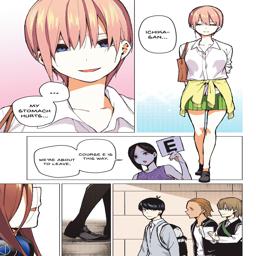 ...
MY
STOMACH
HURTS...
ICHIKA-
SAN...
COURSE E IS
THIS WAY.
WE'RE ABOUT
TO LEAVE.
E